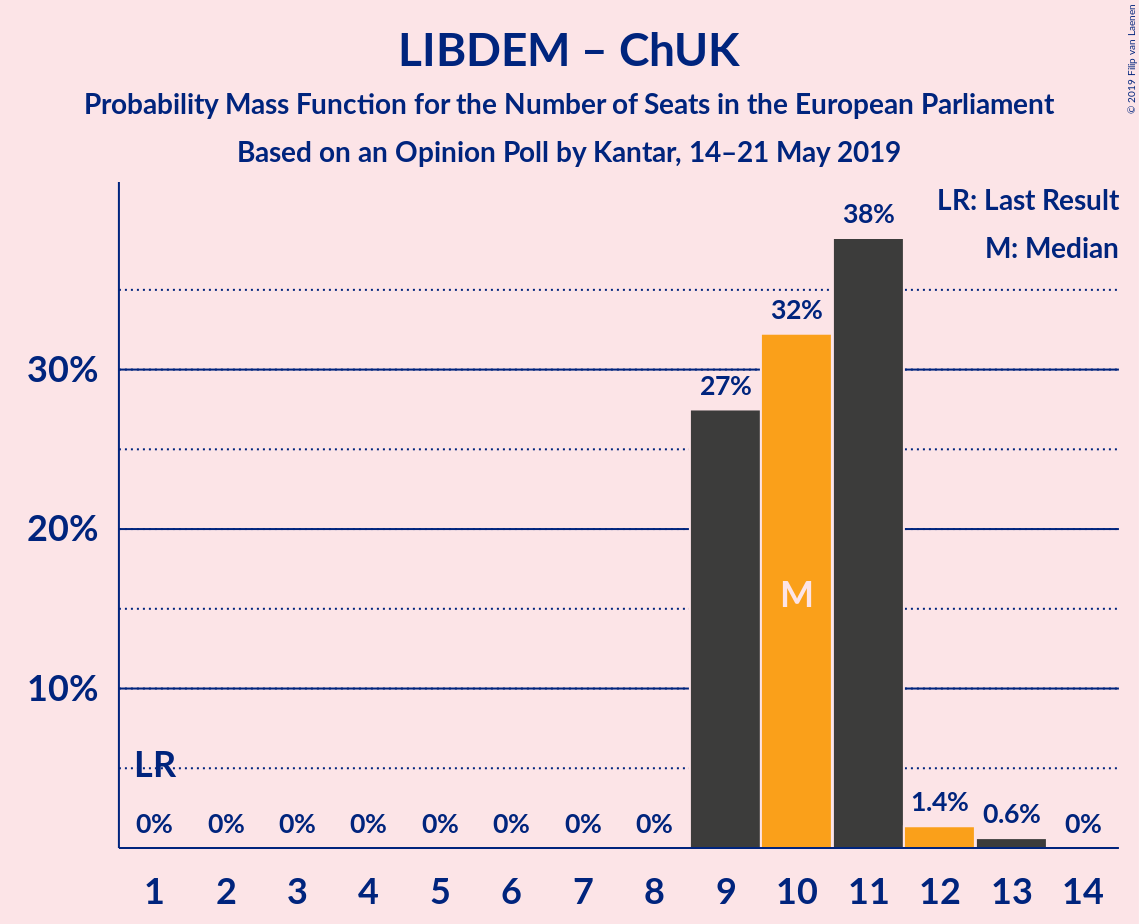 LIBDEM – ChUK
Probability Mass Function for the Number of Seats in the European Parliament
Based on an Opinion Poll by Kantar, 14–21 May 2019
© 2019 Filip van Laenen
LR: Last Result
M: Median
38%
32%
30%
27%
20%
M
10%
LR
0% 0% 0% 0% 0% 0% 0% 0% 1.4% 0.6% 0%
1 2 3 4 5 6 7 8 9 10 11 12 13 14